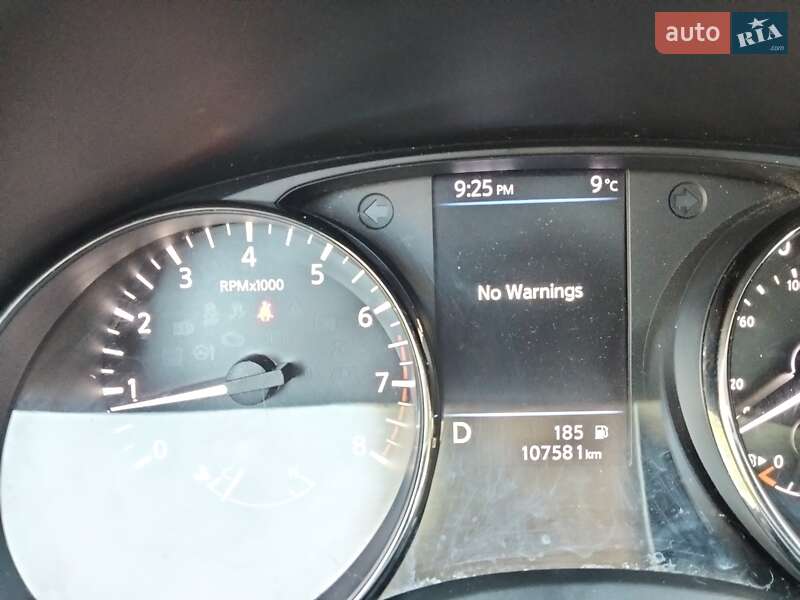 auto RIA.com
9:25 PM 9°C
No Warnings
D 185
107581 km
RPMx1000
0 1 2 3 4 5 6 7 8
0 20 60